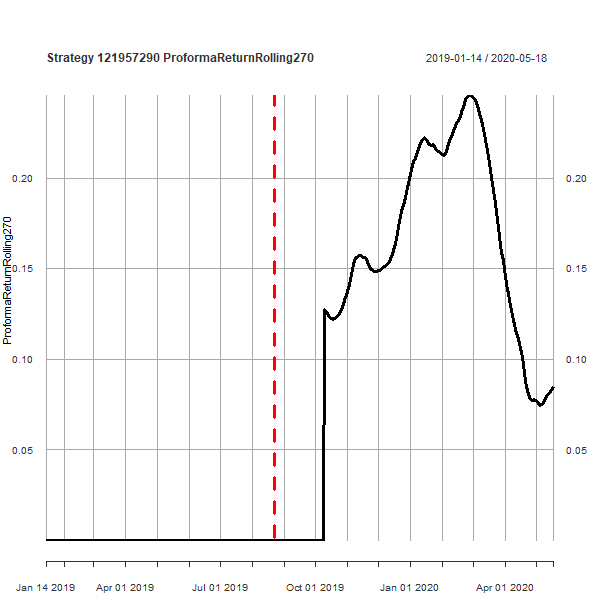 Strategy 121957290 ProformaReturnRolling270
2019-01-14 / 2020-05-18
ProformaReturnRolling270
0.20
0.15
0.10
0.05
0.20
0.15
0.10
0.05
Jan 14 2019
Apr 01 2019
Jul 01 2019
Oct 01 2019
Jan 01 2020
Apr 01 2020